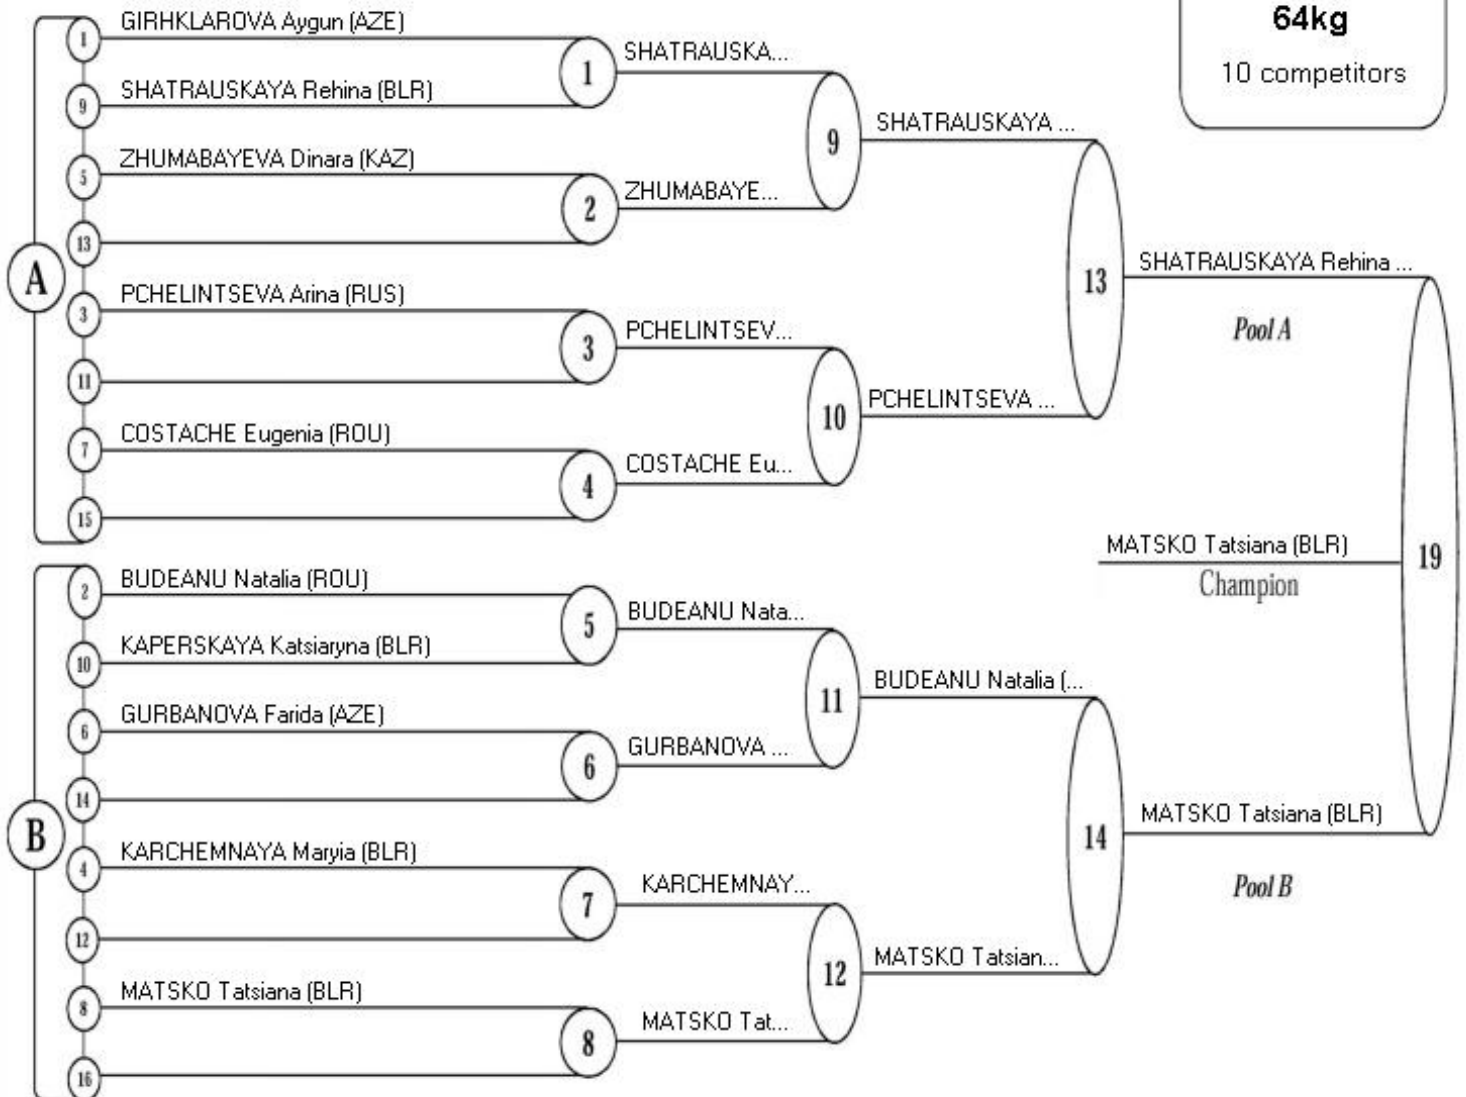 64kg
10 competitors
A
1
GIRHKLAROVA Aygun (AZE)
9
SHATRAUSKAYA Rehina (BLR)
5
ZHUMABAYEVA Dinara (KAZ)
13
3
PCHELINTSEVA Arina (RUS)
11
7
COSTACHE Eugenia (ROU)
15
B
2
BUDEANU Natalia (ROU)
10
KAPERSKAYA Katsiaryna (BLR)
6
GURBANOVA Farida (AZE)
14
4
KARCHEMNAYA Maryia (BLR)
12
8
MATSKO Tatsiana (BLR)
16
1
SHATRAUSKA...
2
ZHUMABAYE...
3
PCHELINTSEV...
4
COSTACHE Eu...
5
BUDEANU Nata...
6
GURBANOVA ...
7
KARCHEMNAY...
8
MATSKO Tat...
9
SHATRAUSKAYA ...
10
PCHELINTSEVA ...
11
BUDEANU Natalia (...
12
MATSKO Tatsian...
13
SHATRAUSKAYA Rehina ...
Pool A
14
MATSKO Tatsiana (BLR)
Pool B
19
MATSKO Tatsiana (BLR)
Champion